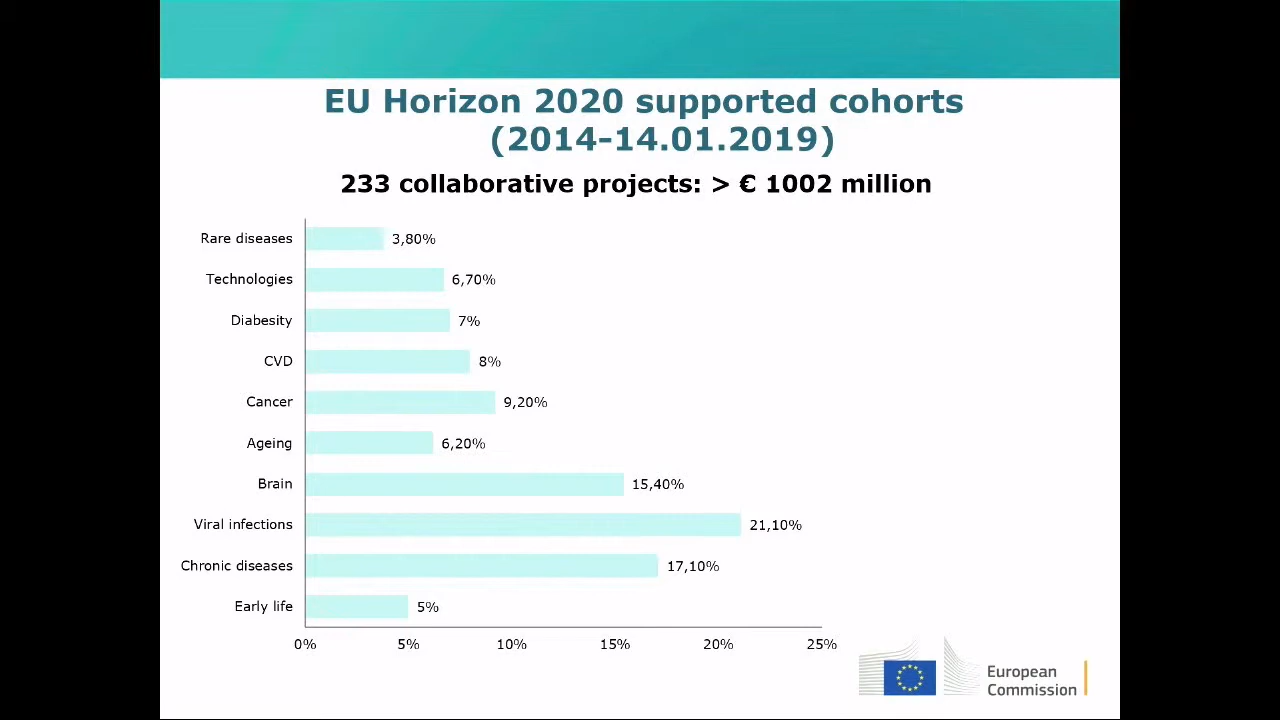 EU Horizon 2020 supported cohorts
(2014-14.01.2019)
233 collaborative projects: > € 1002 million
Rare diseases 3,80%
Technologies 6,70%
Diabesity 7%
CVD 8%
Cancer 9,20%
Ageing 6,20%
Brain 15,40%
Viral infections 21,10%
Chronic diseases 17,10%
Early life 5%
0% 5% 10% 15% 20% 25%
European
Commission